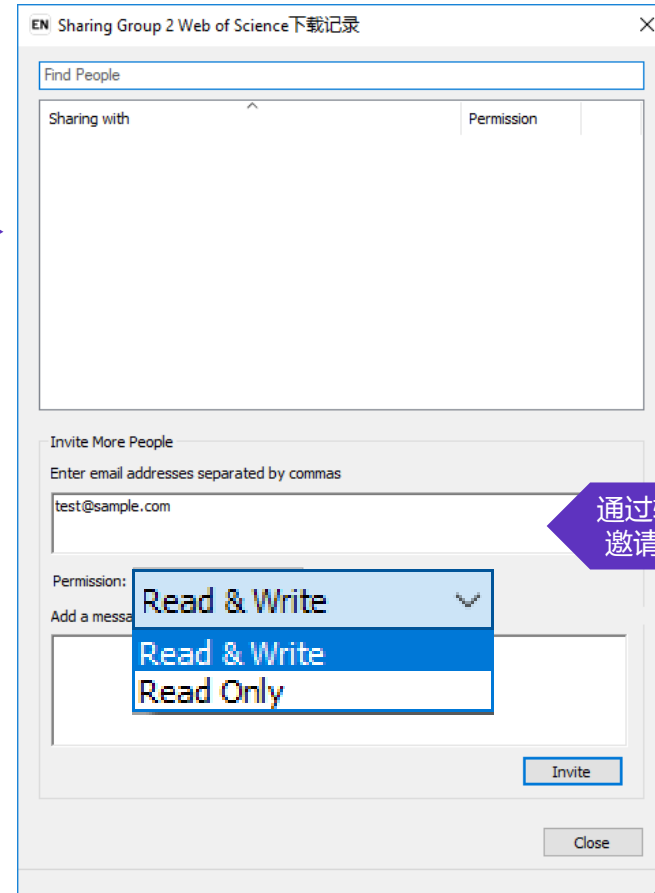 EN Sharing Group 2 Web of Science下载记录
Find People
Sharing with Permission
Invite More People
Enter email addresses separated by commas
test@sample.com
通过
邀请
Permission:
Read & Write
Add a messa
Read & Write
Read Only
Invite
Close